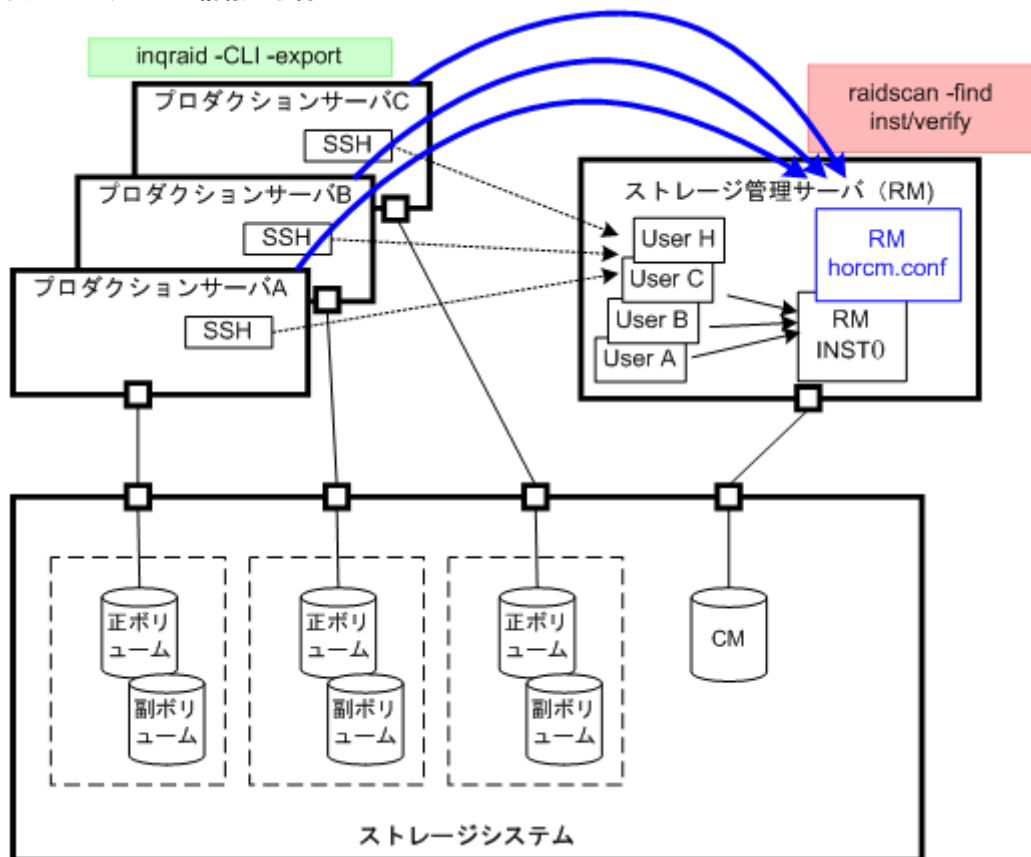 inqraid -CLI -export
プロダクションサーバC
SSH
プロダクションサーバB
SSH
プロダクションサーバA
SSH
raidscan -find
inst/verify
ストレージ管理サーバ（RM)
User H
User C
User B
User A
RM
horcm.conf
RM
INST()
正ボリ
ューム
副ボリ
ューム
正ボリ
ューム
副ボリ
ューム
正ボリ
ューム
副ボリ
ューム
CM
ストレージシステム